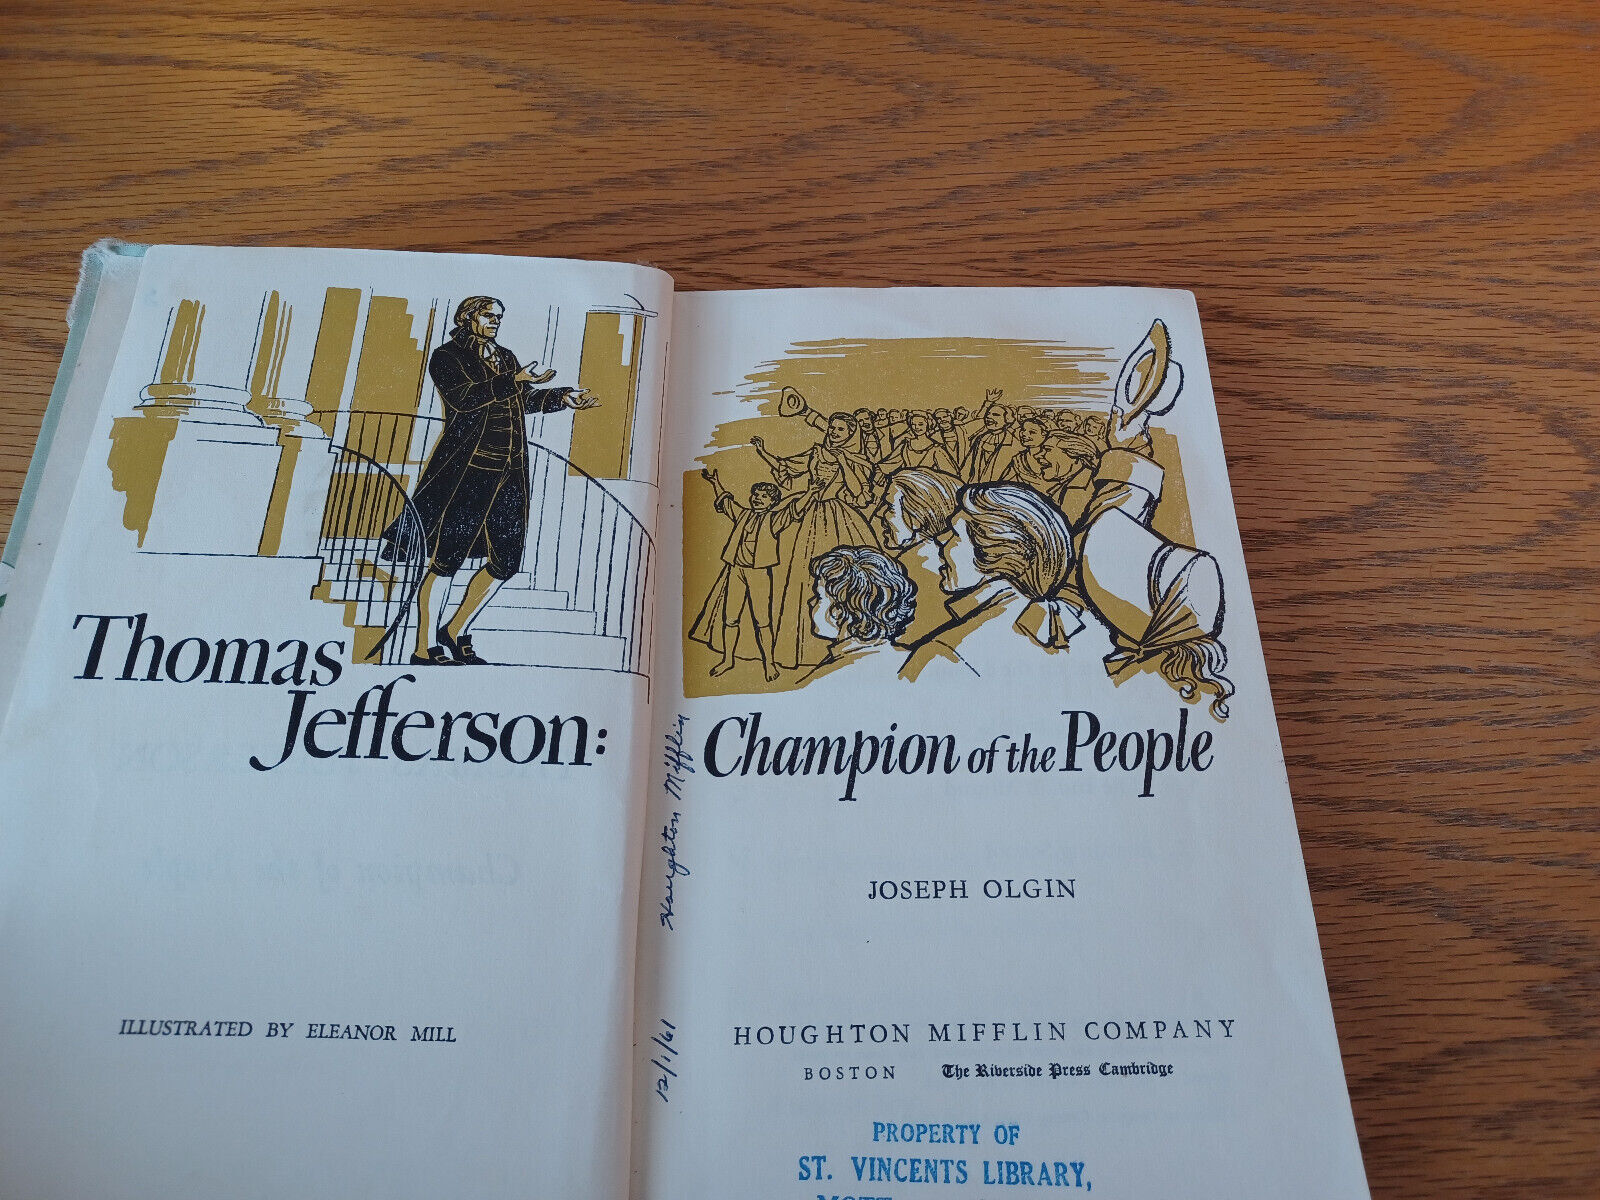 Thomas
Jefferson:
ILLUSTRATED BY ELEANOR MILL
Houghton Mifflin
12/1/61
Champion of the People
JOSEPH OLGIN
HOUGHTON MIFFLIN COMPANY
BOSTON The Riverside Press Cambridge
PROPERTY OF
ST. VINCENTS LIBRARY,